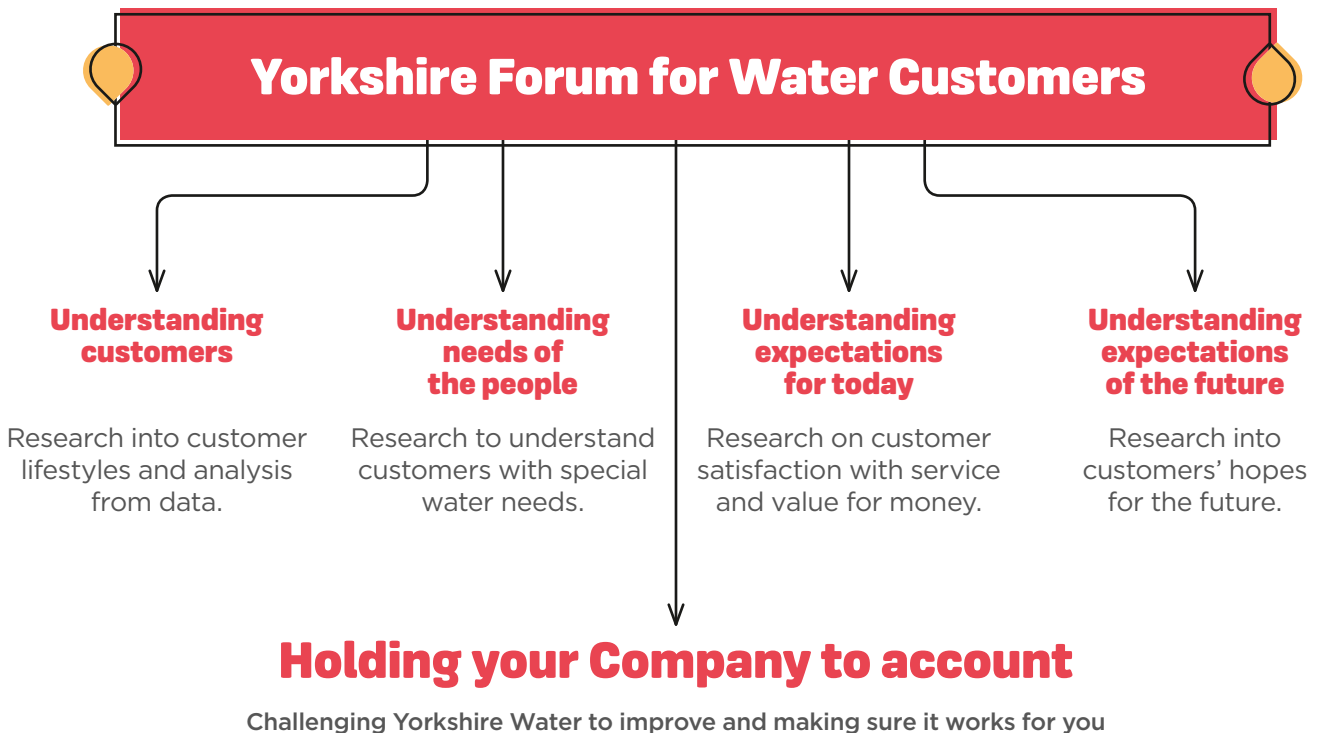 Yorkshire Forum for Water Customers
Understanding
customers
Research into customer
lifestyles and analysis
from data.
Understanding
needs of
the people
Research to understand
customers with special
water needs.
Understanding
expectations
for today
Research on customer
satisfaction with service
and value for money.
Understanding
expectations
of the future
Research into
customers’ hopes
for the future.
Holding your Company to account
Challenging Yorkshire Water to improve and making sure it works for you